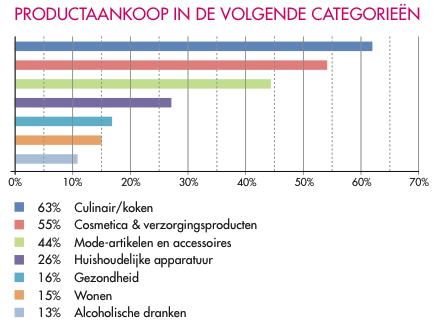 PRODUCTAANKOOP IN DE VOLGENDE CATEGORIEËN
0% 10% 20% 30% 40% 50% 60% 70%
63% Culinair/koken
55% Cosmetica & verzorgingsproducten
44% Mode-artikelen en accessoires
26% Huishoudelijke apparatuur
16% Gezondheid
15% Wonen
13% Alcoholische dranken